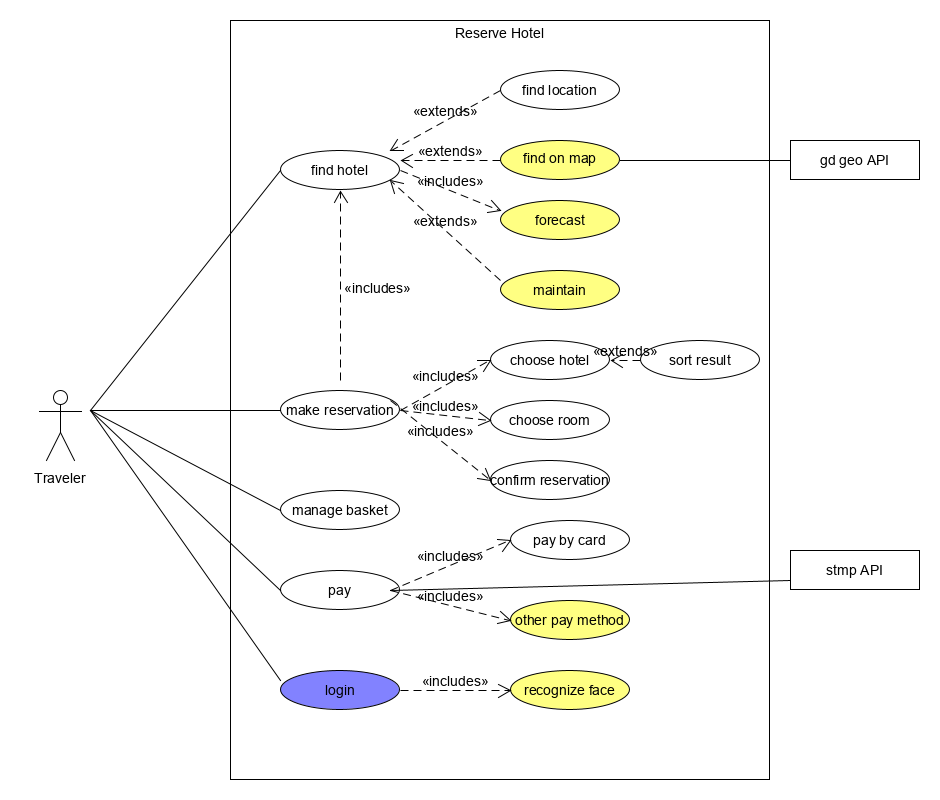 Reserve Hotel
find location
«extends»
find on map
«extends»
gd geo API
find hotel
«includes»
forecast
«extends»
maintain
«includes»
choose hotel
«extends»
sort result
«includes»
make reservation
«includes»
choose room
«includes»
confirm reservation
Traveler
manage basket
pay by card
«includes»
stmp API
pay
«includes»
other pay method
login
«includes»
recognize face